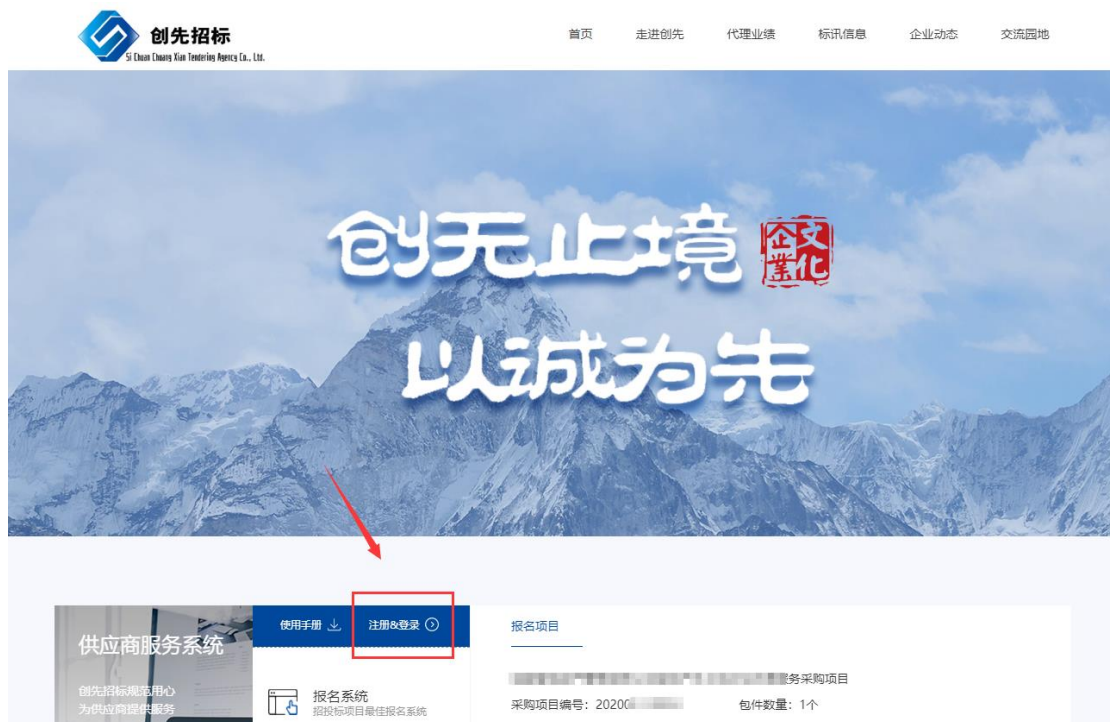 创先招标
Si Chuan Chuang Xian Tendering Agency Co., Ltd.
首页 走进创先 代理业绩 标讯信息 企业动态 交流园地
创无止境
企業文化
以诚为先
供应商服务系统
创先招标规范用心
为供应商提供服务
使用手册 注册&登录
报名系统
招投标项目最佳报名系统
报名项目
务采购项目
采购项目编号：2020 包件数量：1个